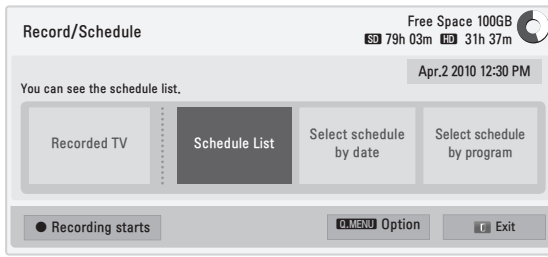 Record/Schedule
Free Space 100GB
SD 79h 03m HD 31h 37m
Apr.2 2010 12:30 PM
You can see the schedule list.
Recorded TV
Schedule List
Select schedule
by date
Select schedule
by program
● Recording starts
Q.MENU Option
Exit